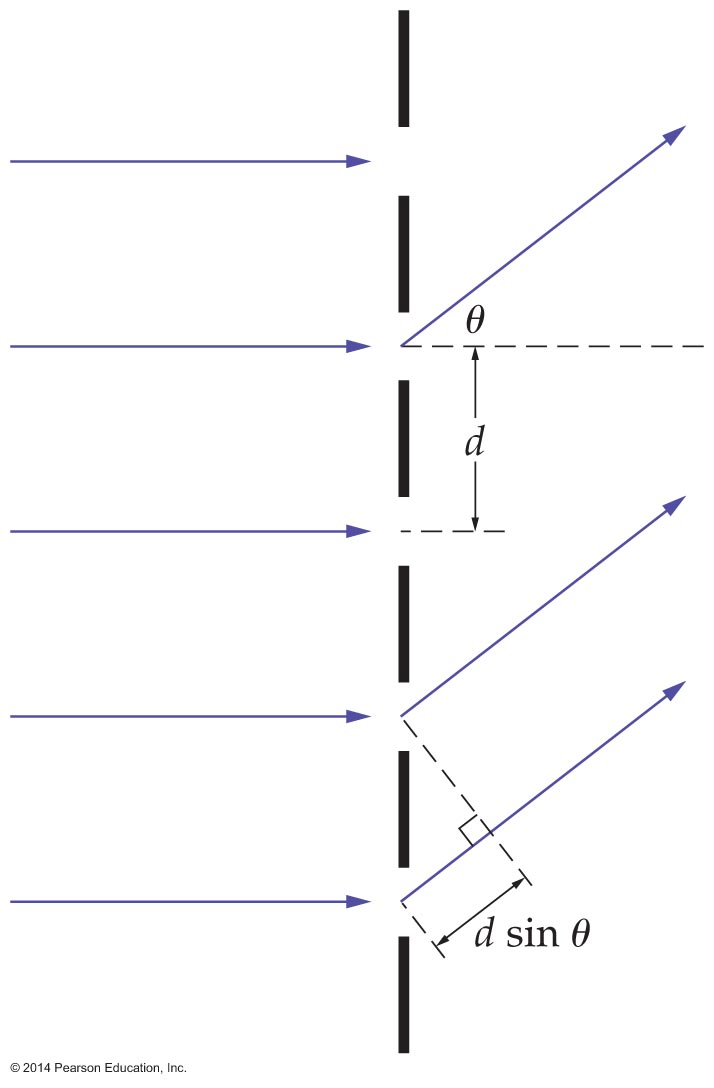 θ
d
d sin θ
© 2014 Pearson Education, Inc.